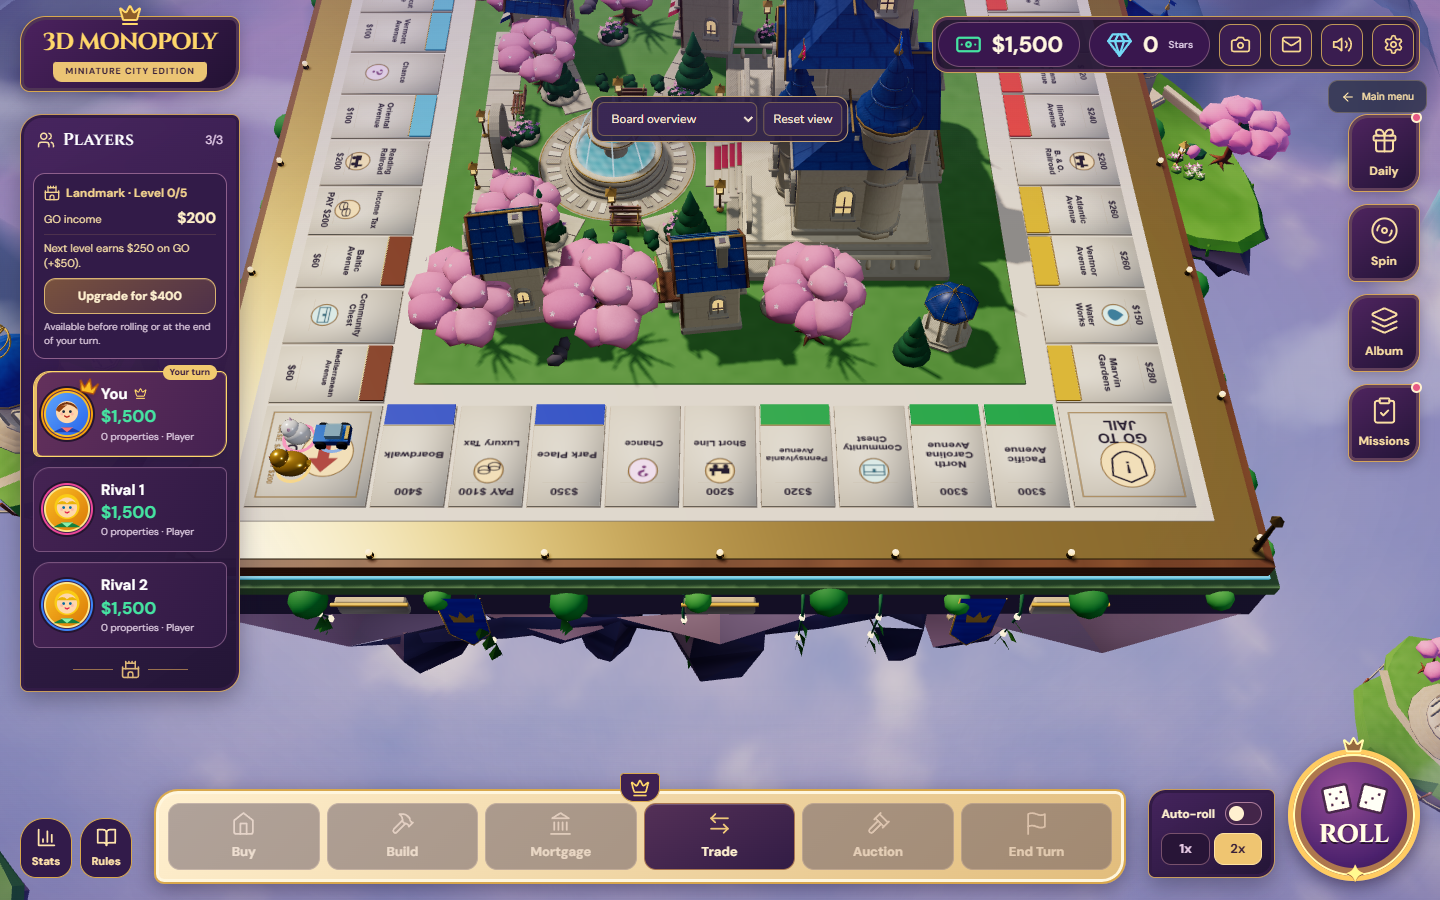 3D MONOPOLY
MINIATURE CITY EDITION
$1,500
0 Stars
Main menu
Board overview
Reset view
PLAYERS 3/3
Landmark · Level 0/5
GO income $200
Next level earns $250 on GO
(+$50).
Upgrade for $400
Available before rolling or at the end
of your turn.
Your turn
You
$1,500
0 properties · Player
Rival 1
$1,500
0 properties · Player
Rival 2
$1,500
0 properties · Player
Daily
Spin
Album
Missions
$100
Vermont
Avenue
Chance
$100
Oriental
Avenue
$200
Reading
Railroad
PAY $200
Income Tax
$60
Baltic
Avenue
Community
Chest
$60
Mediterranean
Avenue
Illinois
Avenue
$240
B. & O.
Railroad
$200
Atlantic
Avenue
$260
Ventnor
Avenue
$260
Water
Works
$150
Marvin
Gardens
$280
Boardwalk
$400
Luxury Tax
PAY $100
Park Place
$350
Chance
Short Line
$200
Pennsylvania
Avenue
$320
Community
Chest
North
Carolina
Avenue
$300
Pacific
Avenue
$300
GO TO
JAIL
Stats
Rules
Buy
Build
Mortgage
Trade
Auction
End Turn
Auto-roll
1x
2x
ROLL